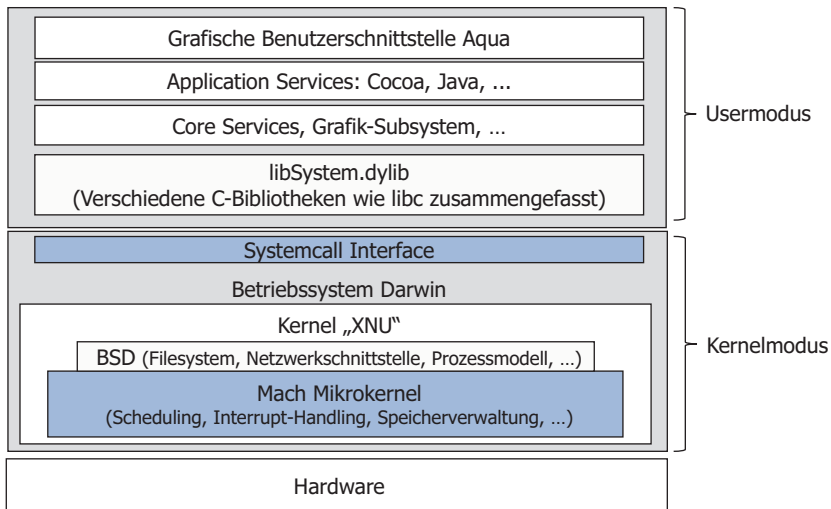 Grafische Benutzerschnittstelle Aqua
Application Services: Cocoa, Java, ...
Core Services, Grafik-Subsystem, ...
Usermodus
libSystem.dylib
(Verschiedene C-Bibliotheken wie libc zusammengefasst)
Systemcall Interface
Betriebssystem Darwin
Kernel „XNU“
BSD (Filesystem, Netzwerkschnittstelle, Prozessmodell, ...)
Kernelmodus
Mach Mikrokernel
(Scheduling, Interrupt-Handling, Speicherverwaltung, ...)
Hardware